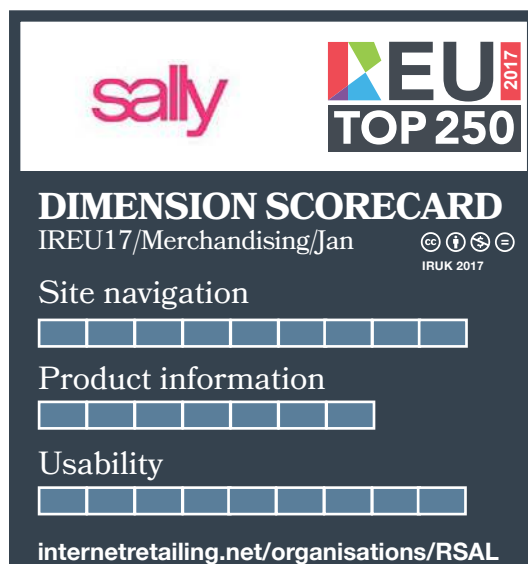 sally
EU 2017
TOP 250
DIMENSION SCORECARD
IREU17/Merchandising/Jan
IRUK 2017
Site navigation
Product information
Usability
internetretailing.net/organisations/RSAL